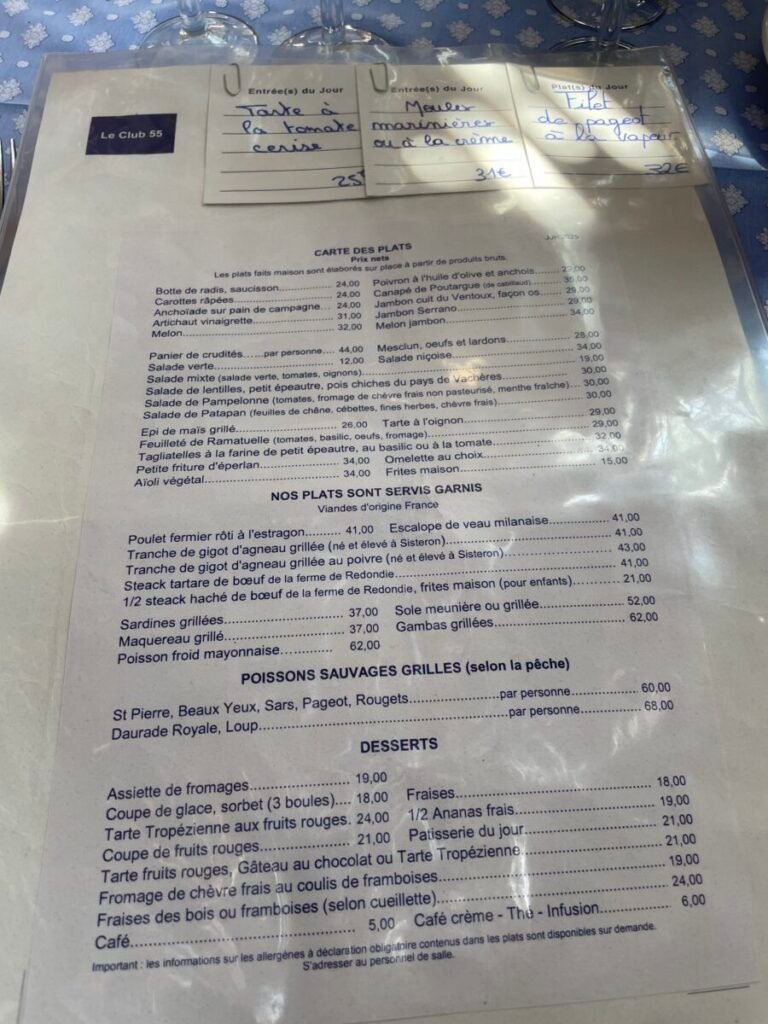 Le Club 55
Entrée(s) du Jour
Tarte à
la tomate
cerise
25
Entrée(s) du Jour
Moules
marinières
ou à la crème
31€
Plat(s) du Jour
Filet
de pageot
à la vapeur
32€
CARTE DES PLATS
Prix nets
Les plats faits maison sont élaborés sur place à partir de produits bruts.
Botte de radis, saucisson 24,00 Poivron à l'huile d'olive et anchois
Carottes râpées 24,00 Canapé de Poutargue (de cabillaud)
Anchoïade sur pain de campagne 24,00 Jambon cuit du Ventoux, façon os 29,00
Artichaut vinaigrette 31,00 Jambon Serrano 29,00
Melon 32,00 Melon jambon 34,00
Panier de crudités par personne 44,00 Mesclun, oeufs et lardons 28,00
Salade verte 12,00 Salade niçoise 34,00
Salade mixte (salade verte, tomates, oignons) 19,00
Salade de lentilles, petit épeautre, pois chiches du pays de Vachères 30,00
Salade de Pampelonne (tomates, fromage de chèvre frais non pasteurisé, menthe fraîche) 30,00
Salade de Patapan (feuilles de chêne, cébettes, fines herbes, chèvre frais) 30,00
Epi de maïs grillé 26,00 Tarte à l'oignon 29,00
Feuilleté de Ramatuelle (tomates, basilic, oeufs, fromage) 29,00
Tagliatelles à la farine de petit épeautre, au basilic ou à la tomate 32,00
Petite friture d'éperlan 34,00 Omelette au choix
Aïoli végétal 34,00 Frites maison 15,00
NOS PLATS SONT SERVIS GARNIS
Viandes d'origine France
Poulet fermier rôti à l'estragon 41,00 Escalope de veau milanaise 41,00
Tranche de gigot d'agneau grillée (né et élevé à Sisteron) 41,00
Tranche de gigot d'agneau grillée au poivre (né et élevé à Sisteron) 43,00
Steack tartare de bœuf de la ferme de Redondie 41,00
1/2 steack haché de bœuf de la ferme de Redondie, frites maison (pour enfants) 21,00
Sardines grillées 37,00 Sole meunière ou grillée 52,00
Maquereau grillé 37,00 Gambas grillées 62,00
Poisson froid mayonnaise 62,00
POISSONS SAUVAGES GRILLES (selon la pêche)
St Pierre, Beaux Yeux, Sars, Pageot, Rougets par personne 60,00
Daurade Royale, Loup par personne 68,00
DESSERTS
Assiette de fromages 19,00 Fraises 18,00
Coupe de glace, sorbet (3 boules) 18,00 1/2 Ananas frais 19,00
Tarte Tropézienne aux fruits rouges. 24,00 Patisserie du jour 21,00
Coupe de fruits rouges 21,00
Tarte fruits rouges, Gâteau au chocolat ou Tarte Tropézienne 21,00
Fromage de chèvre frais au coulis de framboises 19,00
Fraises des bois ou framboises (selon cueillette) 24,00
Café 5,00 Café crème - Thé - Infusion 6,00
Important : les informations sur les allergènes à déclaration obligatoire contenus dans les plats sont disponibles sur demande.
S'adresser au personnel de salle.